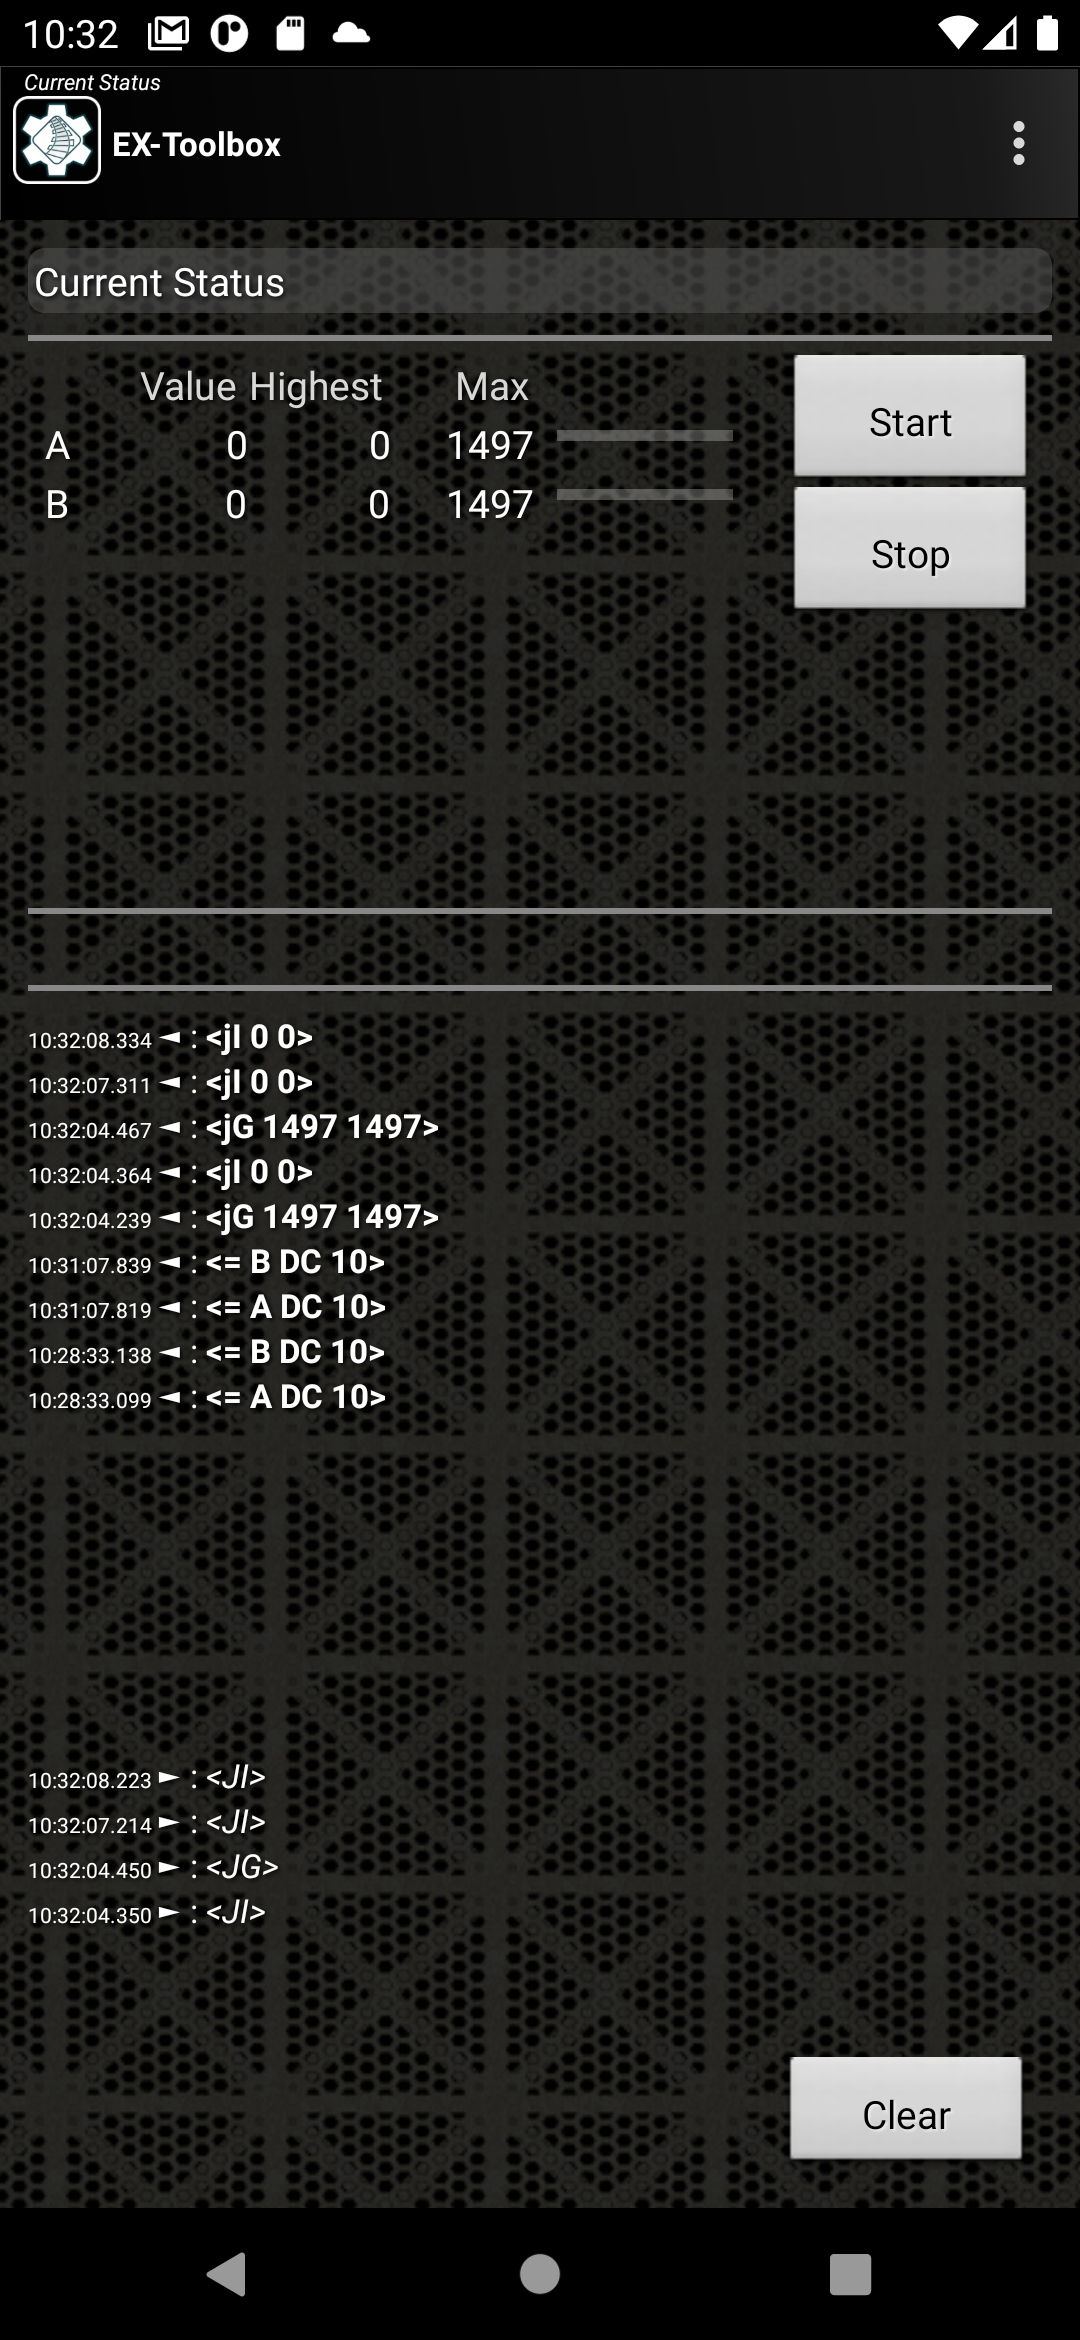 10:32
Current Status
EX-Toolbox
Current Status
Value Highest Max
A 0 0 1497
B 0 0 1497
Start
Stop
10:32:08.334 ◄ : <jI 0 0>
10:32:07.311 ◄ : <jI 0 0>
10:32:04.467 ◄ : <jG 1497 1497>
10:32:04.364 ◄ : <jI 0 0>
10:32:04.239 ◄ : <jG 1497 1497>
10:31:07.839 ◄ : <= B DC 10>
10:31:07.819 ◄ : <= A DC 10>
10:28:33.138 ◄ : <= B DC 10>
10:28:33.099 ◄ : <= A DC 10>
10:32:08.223 ► : <JI>
10:32:07.214 ► : <JI>
10:32:04.450 ► : <JG>
10:32:04.350 ► : <JI>
Clear